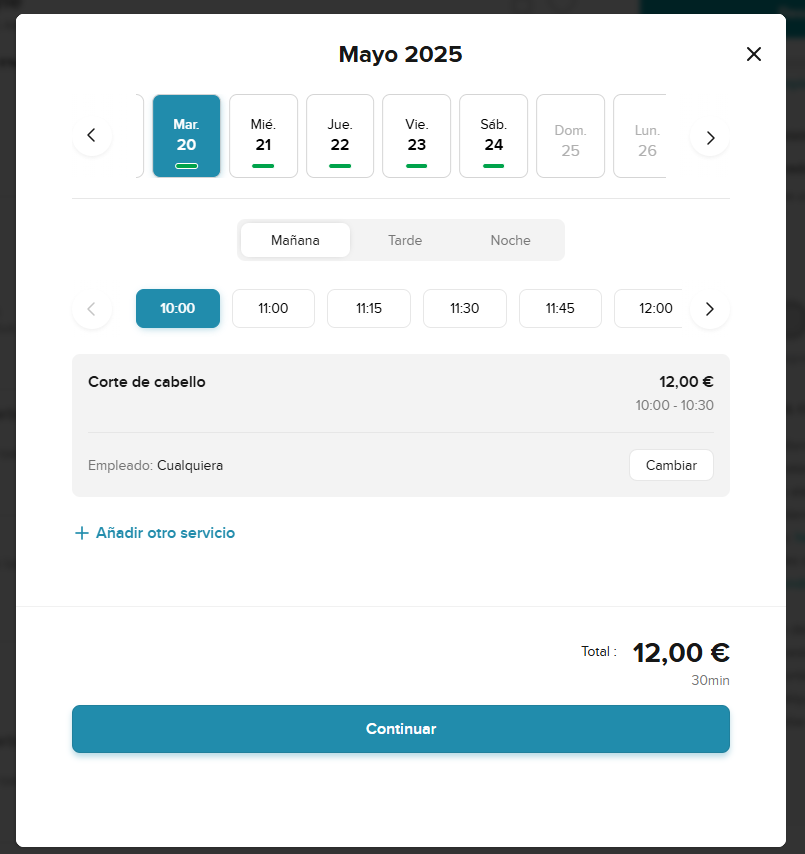 Mayo 2025
Mar. Mié. Jue. Vie. Sáb. Dom. Lun.
20 21 22 23 24 25 26
Mañana Tarde Noche
10:00 11:00 11:15 11:30 11:45 12:00
Corte de cabello 12,00 €
10:00 - 10:30
Empleado: Cualquiera Cambiar
+ Añadir otro servicio
Total : 12,00 €
30min
Continuar